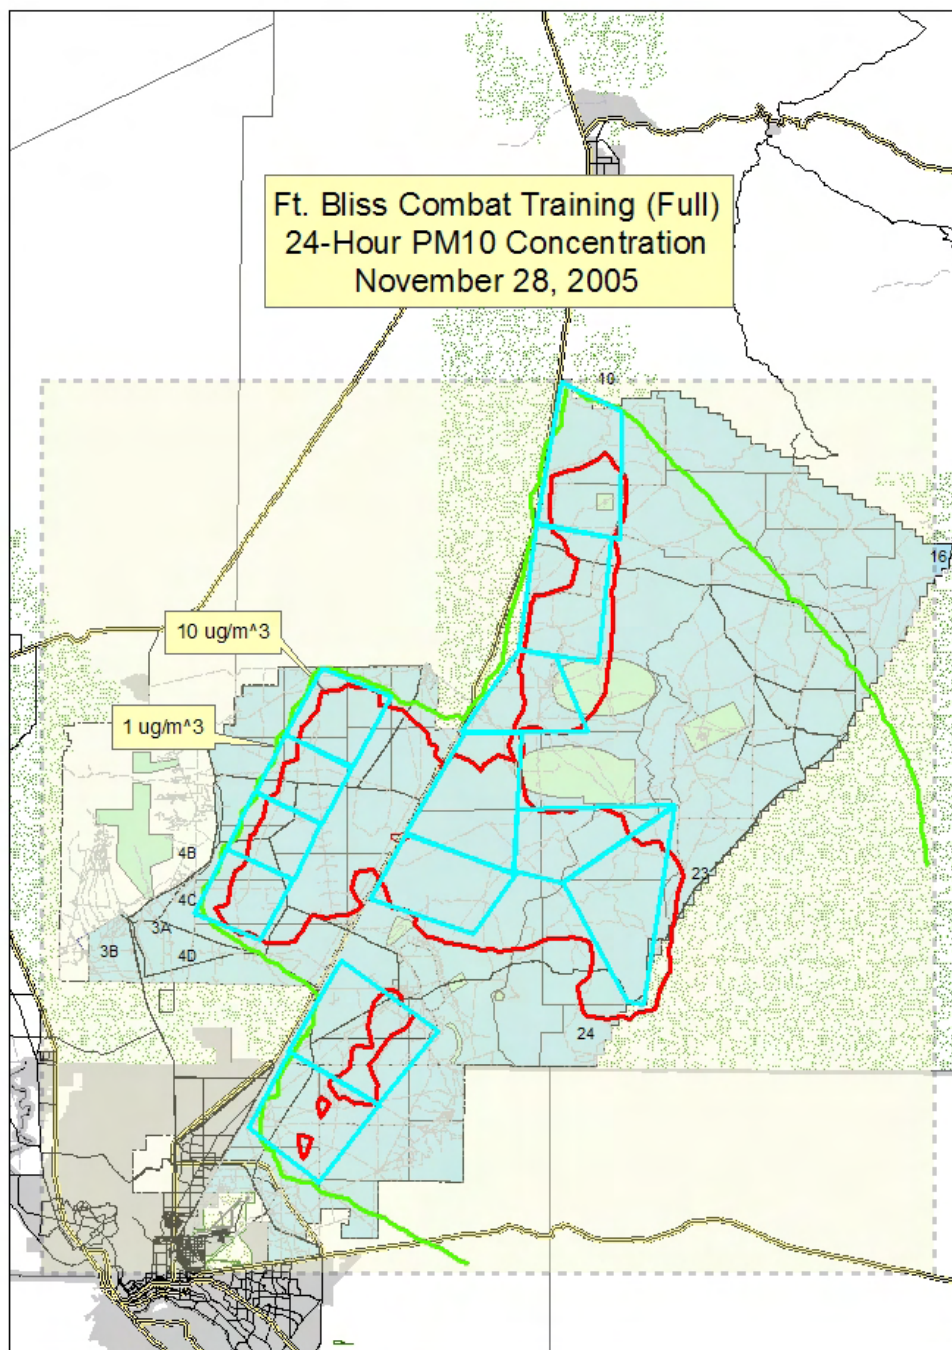 Ft. Bliss Combat Training (Full)
24-Hour PM10 Concentration
November 28, 2005
10
16
10 ug/m^3
1 ug/m^3
4B
23
4C
3A
3B
4D
24